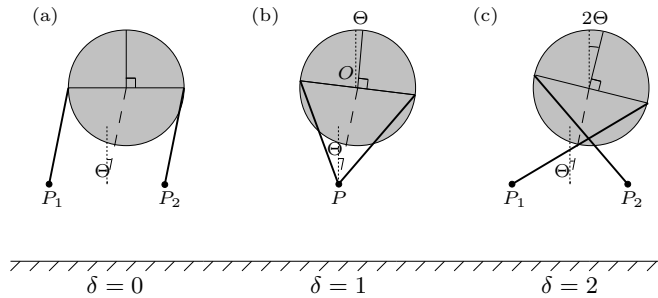 (a)
(b)
(c)
Θ
2Θ
O
Θ
Θ
Θ
P₁
P₂
P
P₁
P₂
δ = 0
δ = 1
δ = 2